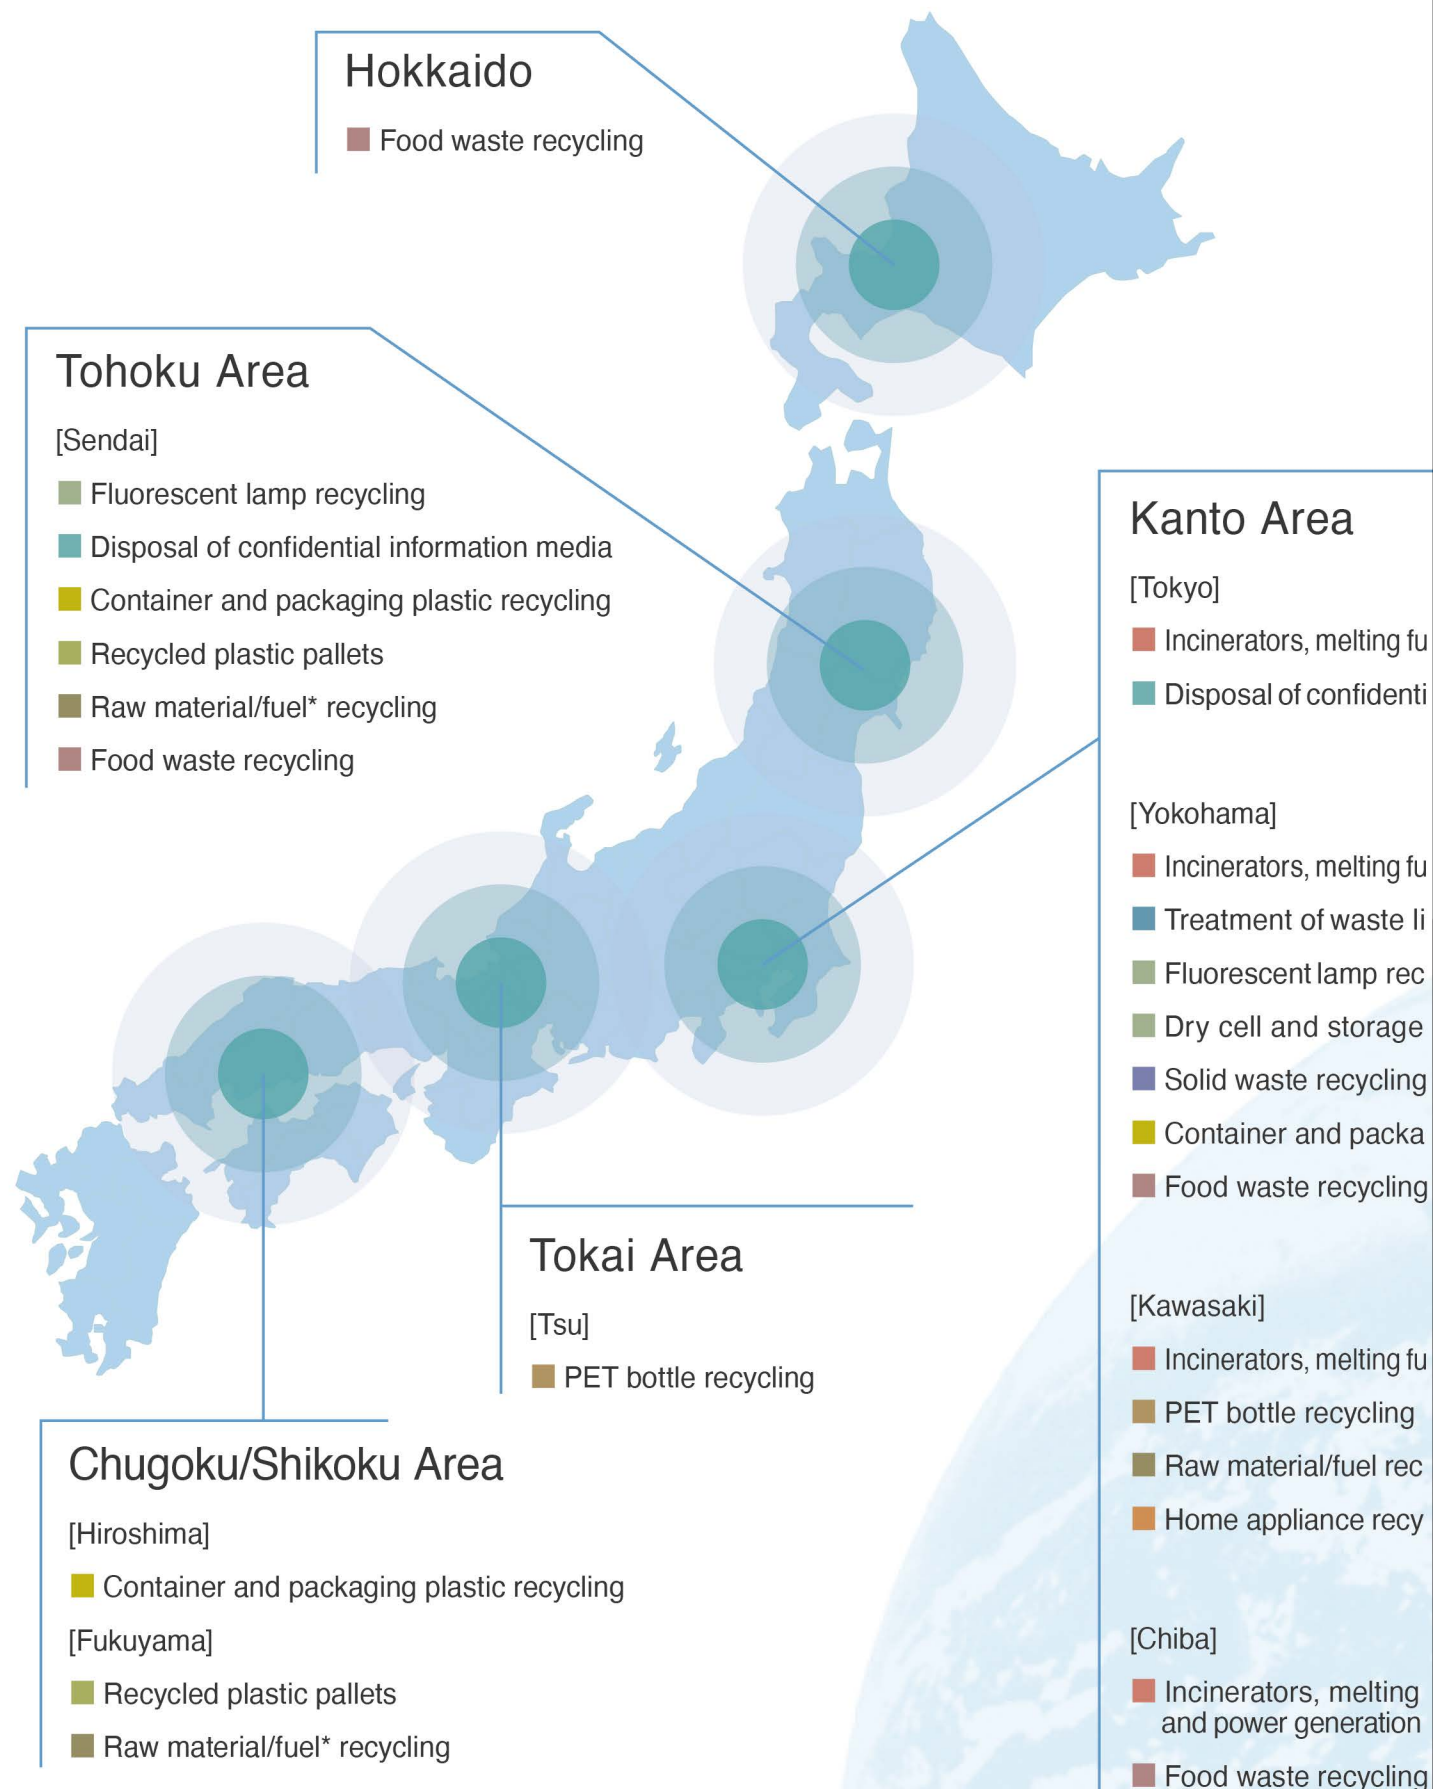 Hokkaido
Food waste recycling
Tohoku Area
[Sendai]
Fluorescent lamp recycling
Disposal of confidential information media
Container and packaging plastic recycling
Recycled plastic pallets
Raw material/fuel* recycling
Food waste recycling
Kanto Area
[Tokyo]
Incinerators, melting fu
Disposal of confidenti
[Yokohama]
Incinerators, melting fu
Treatment of waste li
Fluorescent lamp rec
Dry cell and storage
Solid waste recycling
Container and packa
Food waste recycling
[Kawasaki]
Incinerators, melting fu
PET bottle recycling
Raw material/fuel rec
Home appliance recy
[Chiba]
Incinerators, melting
and power generation
Food waste recycling
Tokai Area
[Tsu]
PET bottle recycling
Chugoku/Shikoku Area
[Hiroshima]
Container and packaging plastic recycling
[Fukuyama]
Recycled plastic pallets
Raw material/fuel* recycling